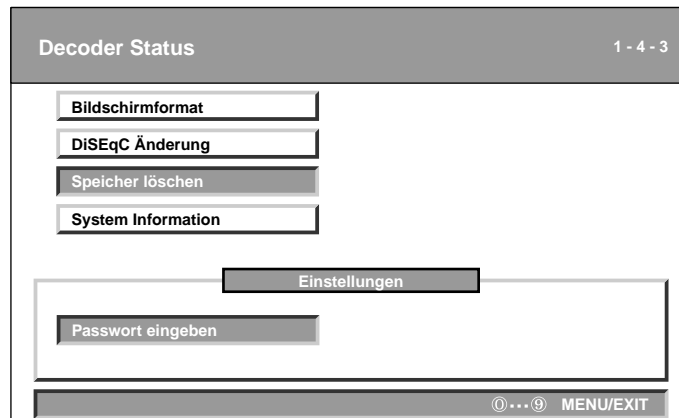 Decoder Status 1 - 4 - 3
Bildschirmformat
DiSEqC Änderung
Speicher löschen
System Information
Einstellungen
Passwort eingeben
⓪···⑨ MENU/EXIT